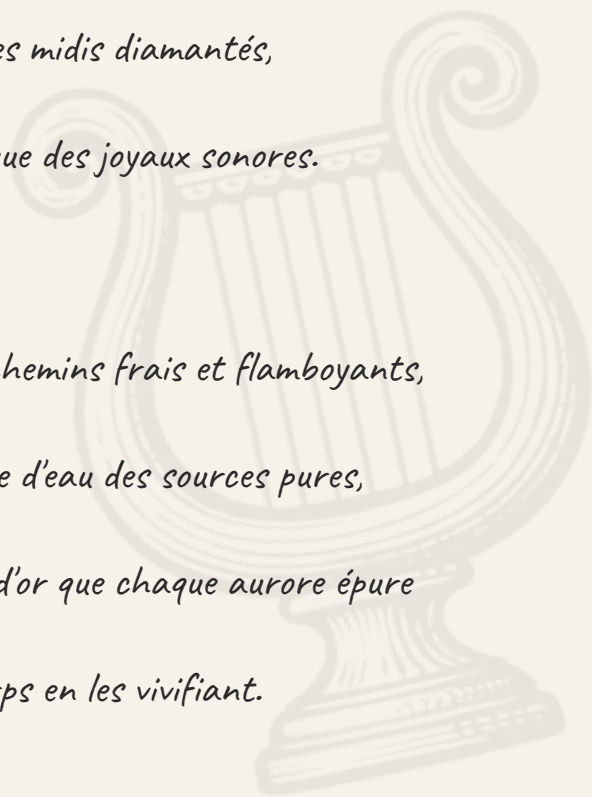 es midis diamantés,
ue des joyaux sonores.
hemins frais et flamboyants,
e d'eau des sources pures,
d'or que chaque aurore épure
ps en les vivifiant.